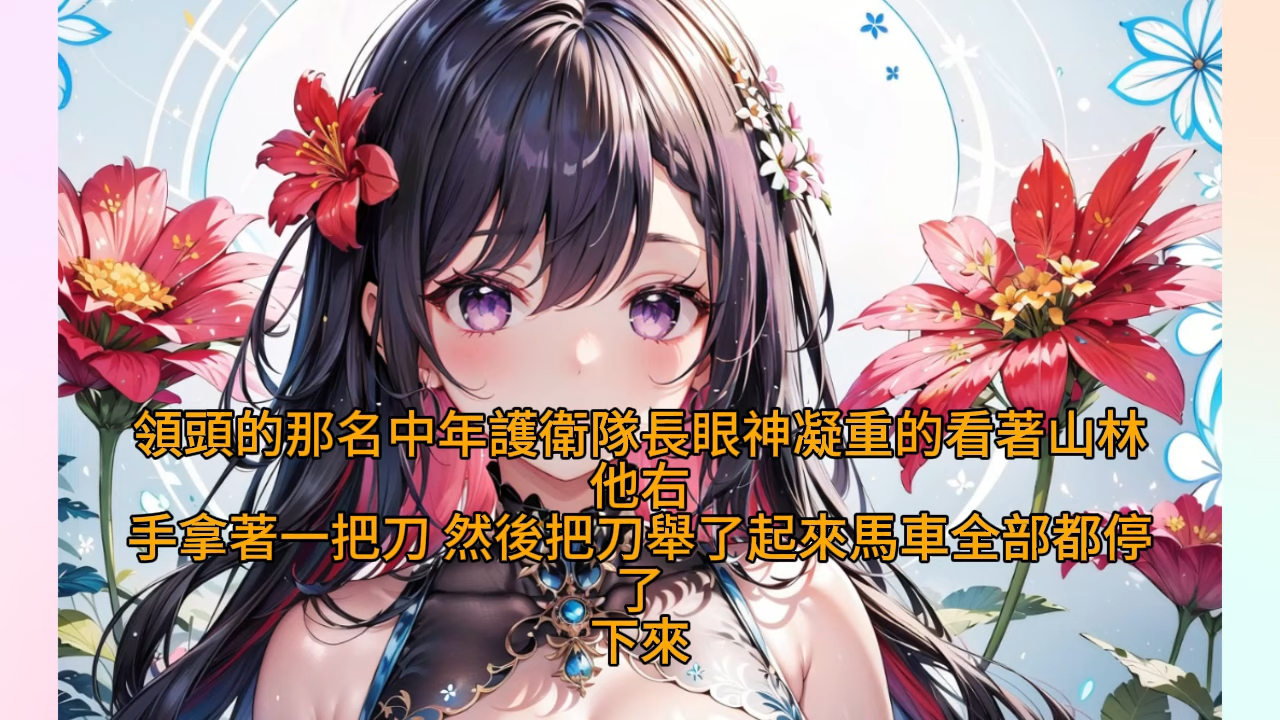 領頭的那名中年護衛隊長眼神凝重的看著山林
他右
手拿著一把刀 然後把刀舉了起來馬車全部都停
了
下來